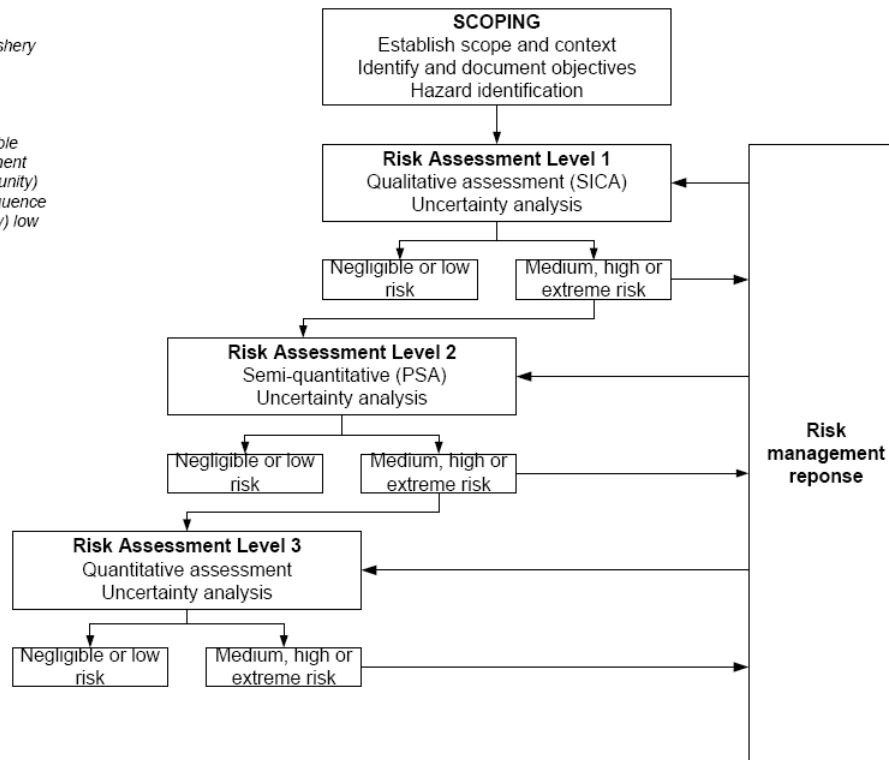 SCOPING
Establish scope and context
Identify and document objectives
Hazard identification
Risk Assessment Level 1
Qualitative assessment (SICA)
Uncertainty analysis
low
Negligible or low
risk
Medium, high or
extreme risk
Risk Assessment Level 2
Semi-quantitative (PSA)
Uncertainty analysis
Negligible or low
risk
Medium, high or
extreme risk
Risk
management
reponse
Risk Assessment Level 3
Quantitative assessment
Uncertainty analysis
Negligible or low
risk
Medium, high or
extreme risk